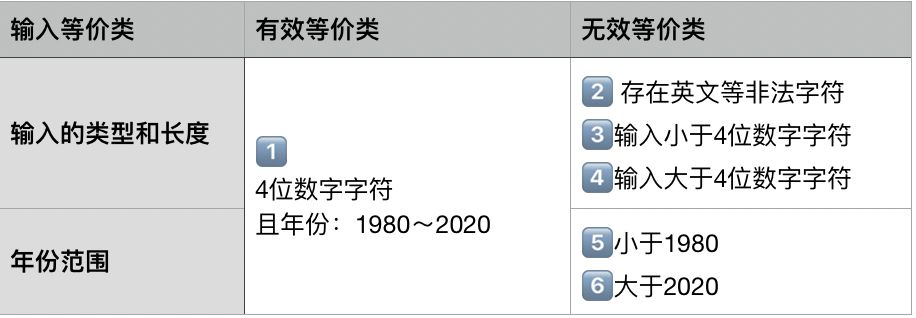 输入等价类
有效等价类
无效等价类
输入的类型和长度
1
4位数字字符
且年份：1980～2020
2 存在英文等非法字符
3输入小于4位数字字符
4输入大于4位数字字符
年份范围
5小于1980
6大于2020